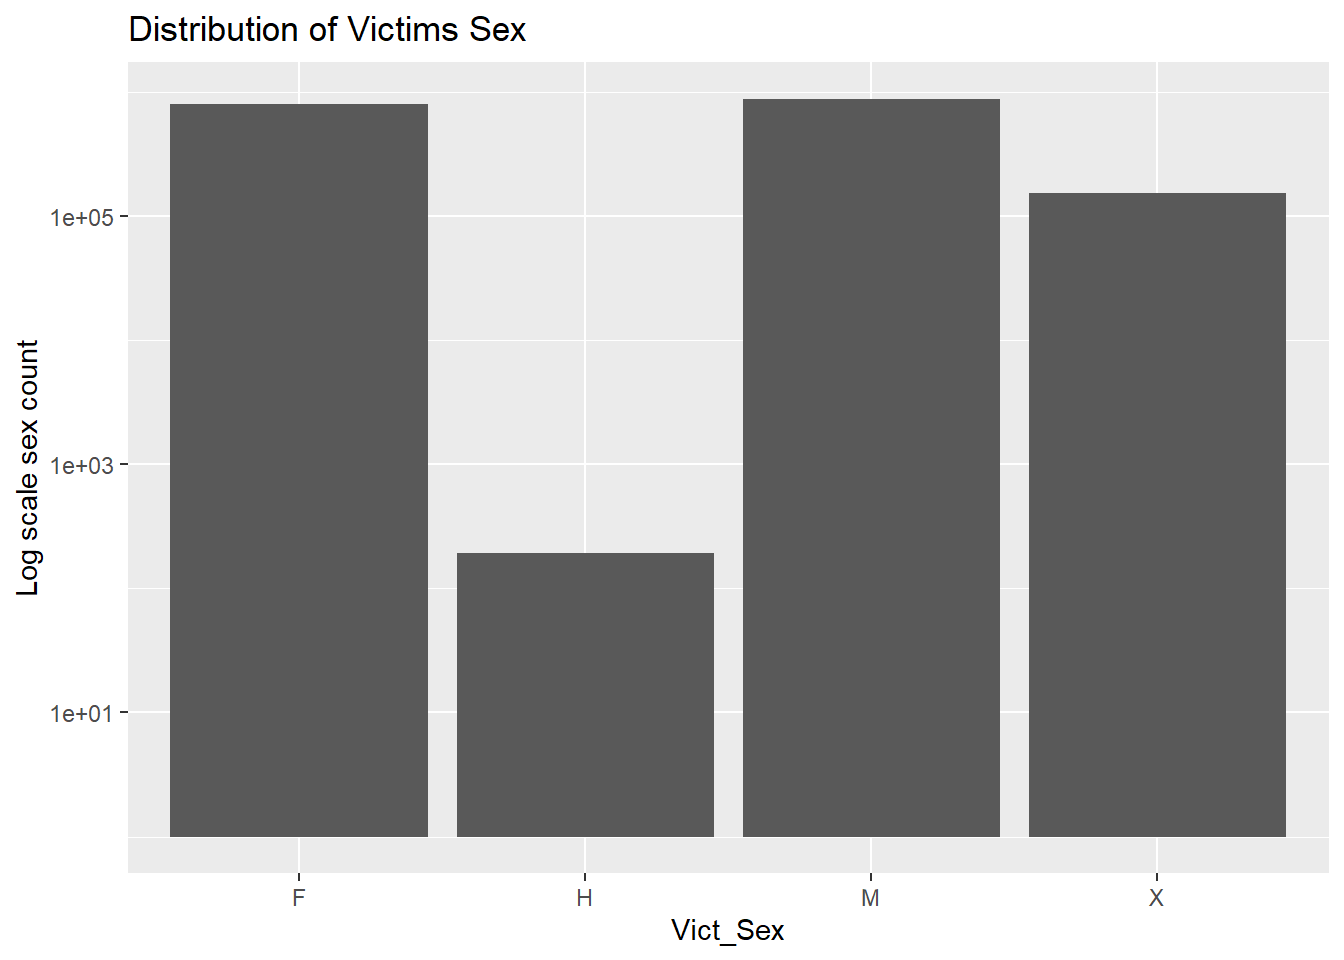 Distribution of Victims Sex
Log scale sex count
1e+05
1e+03
1e+01
F H M X
Vict_Sex